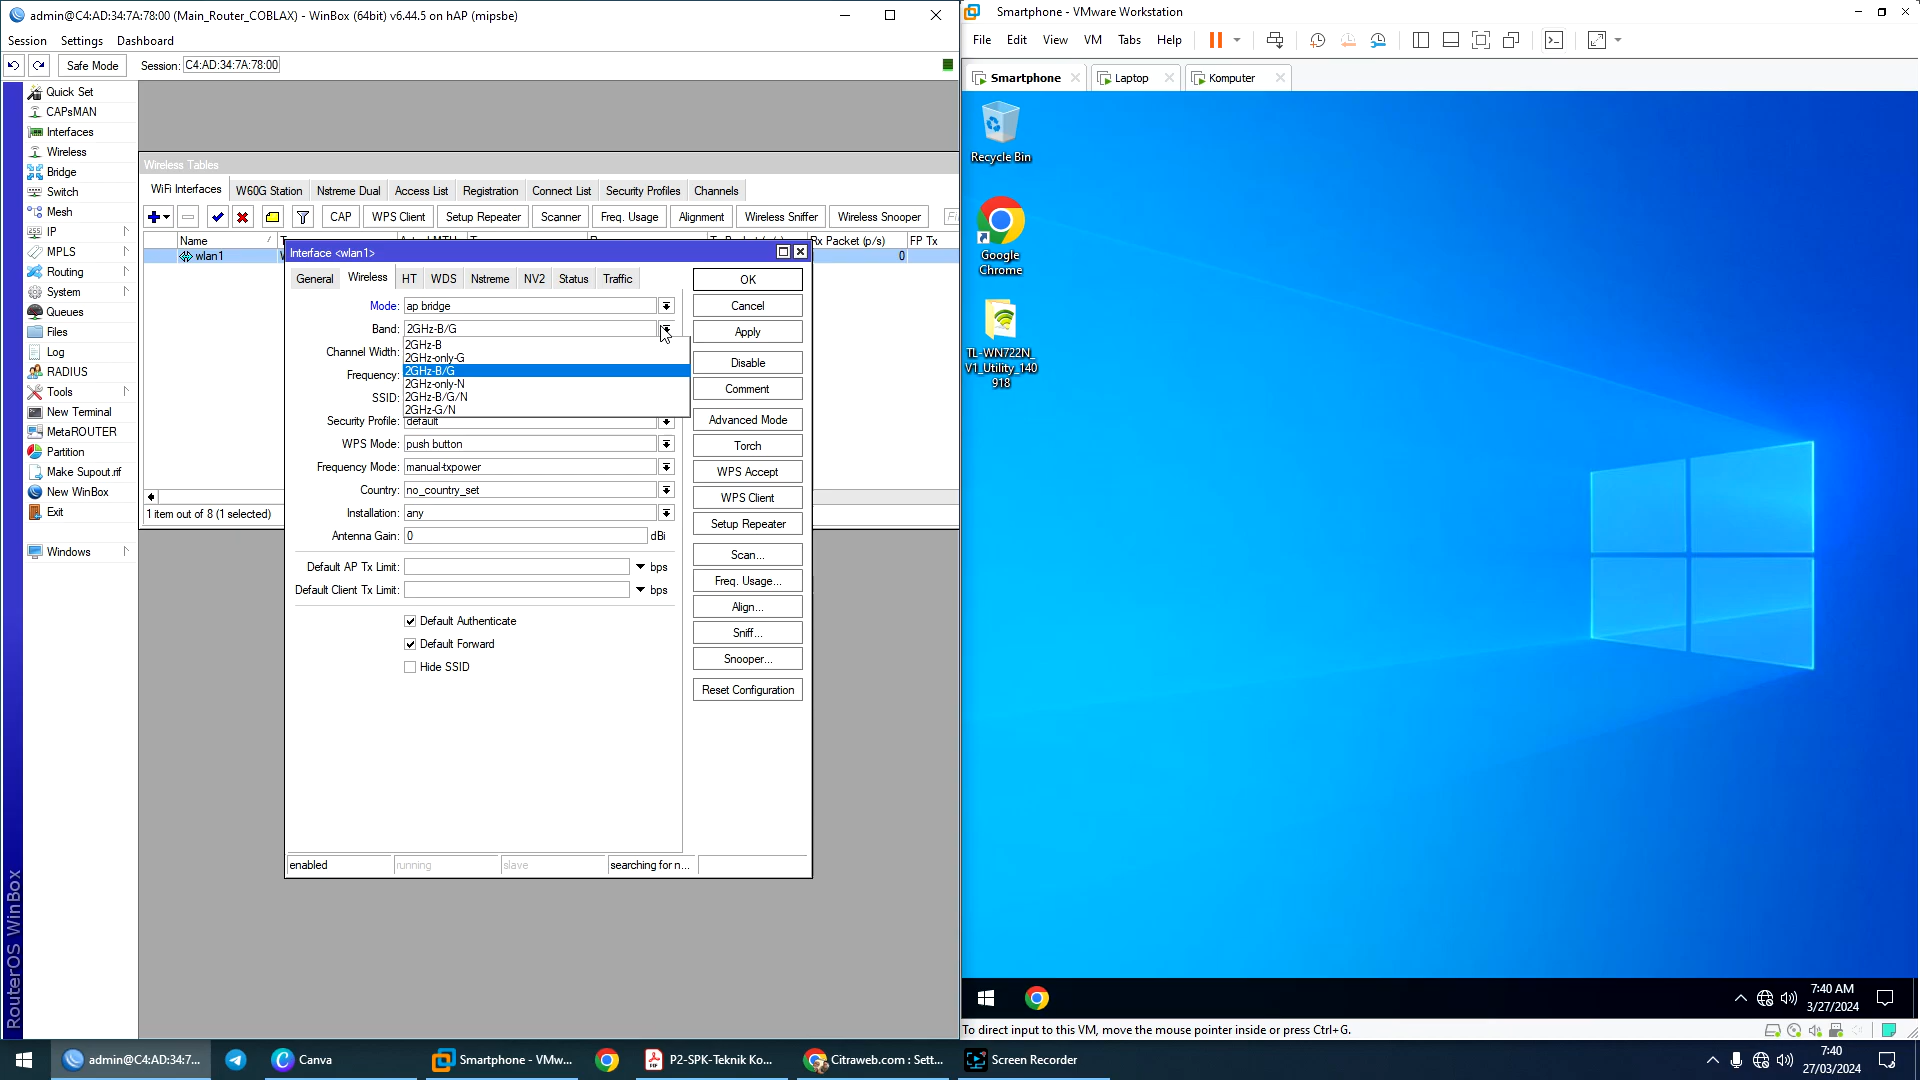 admin@C4:AD:34:7A:78:00 (Main_Router_COBLAX) - WinBox (64bit) v6.44.5 on hAP (mipsbe)
Session Settings Dashboard
Safe Mode Session: C4:AD:34:7A:78:00
Quick Set
CAPsMAN
Interfaces
Wireless
Bridge
Switch
Mesh
IP
MPLS
Routing
System
Queues
Files
Log
RADIUS
Tools
New Terminal
MetaROUTER
Partition
Make Supout.rif
New WinBox
Exit
Windows
RouterOS WinBox
Wireless Tables
WiFi Interfaces W60G Station Nstreme Dual Access List Registration Connect List Security Profiles Channels
CAP WPS Client Setup Repeater Scanner Freq. Usage Alignment Wireless Sniffer Wireless Snooper
Name Rx Packet (p/s) FP Tx
wlan1 0
1 item out of 8 (1 selected)
Interface <wlan1>
General Wireless HT WDS Nstreme NV2 Status Traffic
Mode: ap bridge
Band: 2GHz-B/G
Channel Width:
Frequency:
SSID:
2GHz-B
2GHz-only-G
2GHz-B/G
2GHz-only-N
2GHz-B/G/N
2GHz-G/N
Security Profile: default
WPS Mode: push button
Frequency Mode: manual-txpower
Country: no_country_set
Installation: any
Antenna Gain: 0 dBi
Default AP Tx Limit: bps
Default Client Tx Limit: bps
Default Authenticate
Default Forward
Hide SSID
OK
Cancel
Apply
Disable
Comment
Advanced Mode
Torch
WPS Accept
WPS Client
Setup Repeater
Scan...
Freq. Usage...
Align...
Sniff...
Snooper...
Reset Configuration
enabled running slave searching for n...
Smartphone - VMware Workstation
File Edit View VM Tabs Help
Smartphone Laptop Komputer
Recycle Bin
Google
Chrome
TL-WN722N_
V1_Utility_140
918
7:40 AM
3/27/2024
To direct input to this VM, move the mouse pointer inside or press Ctrl+G.
admin@C4:AD:34:7... Canva Smartphone - VMw... P2-SPK-Teknik Ko... Citraweb.com : Sett... Screen Recorder
7:40
27/03/2024